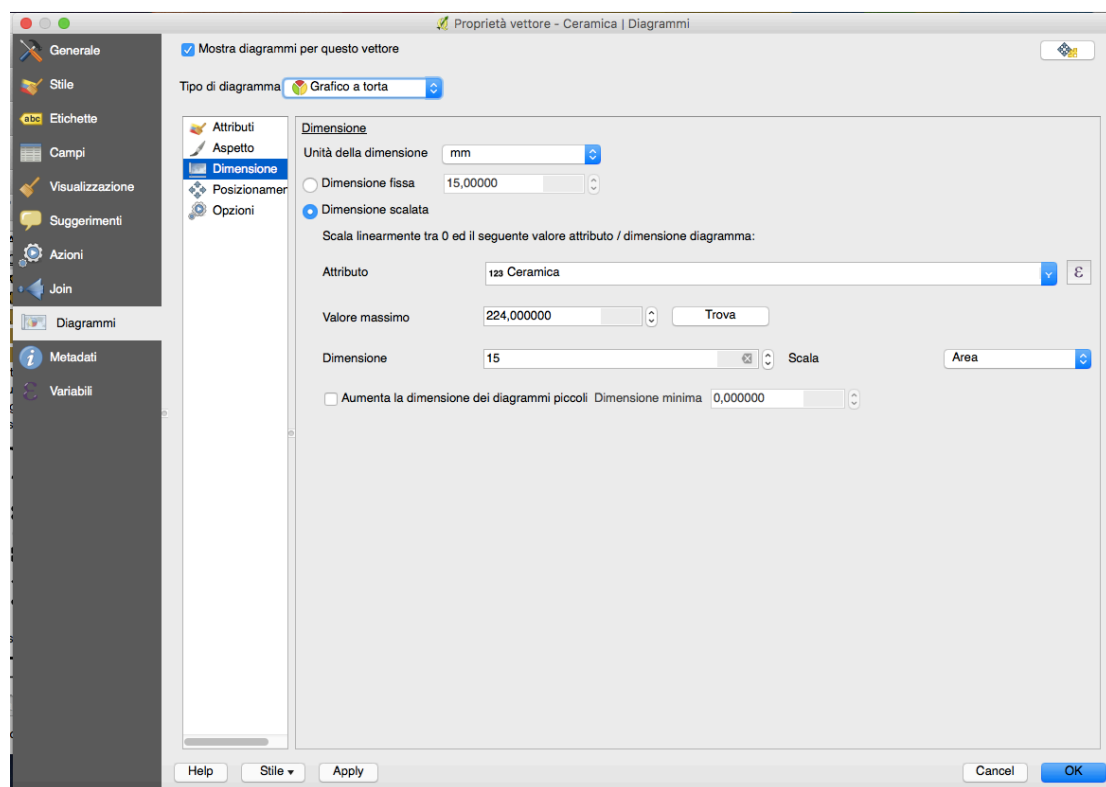 Proprietà vettore - Ceramica | Diagrammi
Generale
Stile
abc Etichette
Campi
Visualizzazione
Suggerimenti
Azioni
Join
Diagrammi
Metadati
Variabili
Mostra diagrammi per questo vettore
Tipo di diagramma Grafico a torta
Attributi
Aspetto
Dimensione
Posizionamer
Opzioni
Dimensione
Unità della dimensione mm
Dimensione fissa 15,00000
Dimensione scalata
Scala linearmente tra 0 ed il seguente valore attributo / dimensione diagramma:
Attributo 123 Ceramica ε
Valore massimo 224,000000 Trova
Dimensione 15 Scala Area
Aumenta la dimensione dei diagrammi piccoli Dimensione minima 0,000000
Help Stile Apply Cancel OK